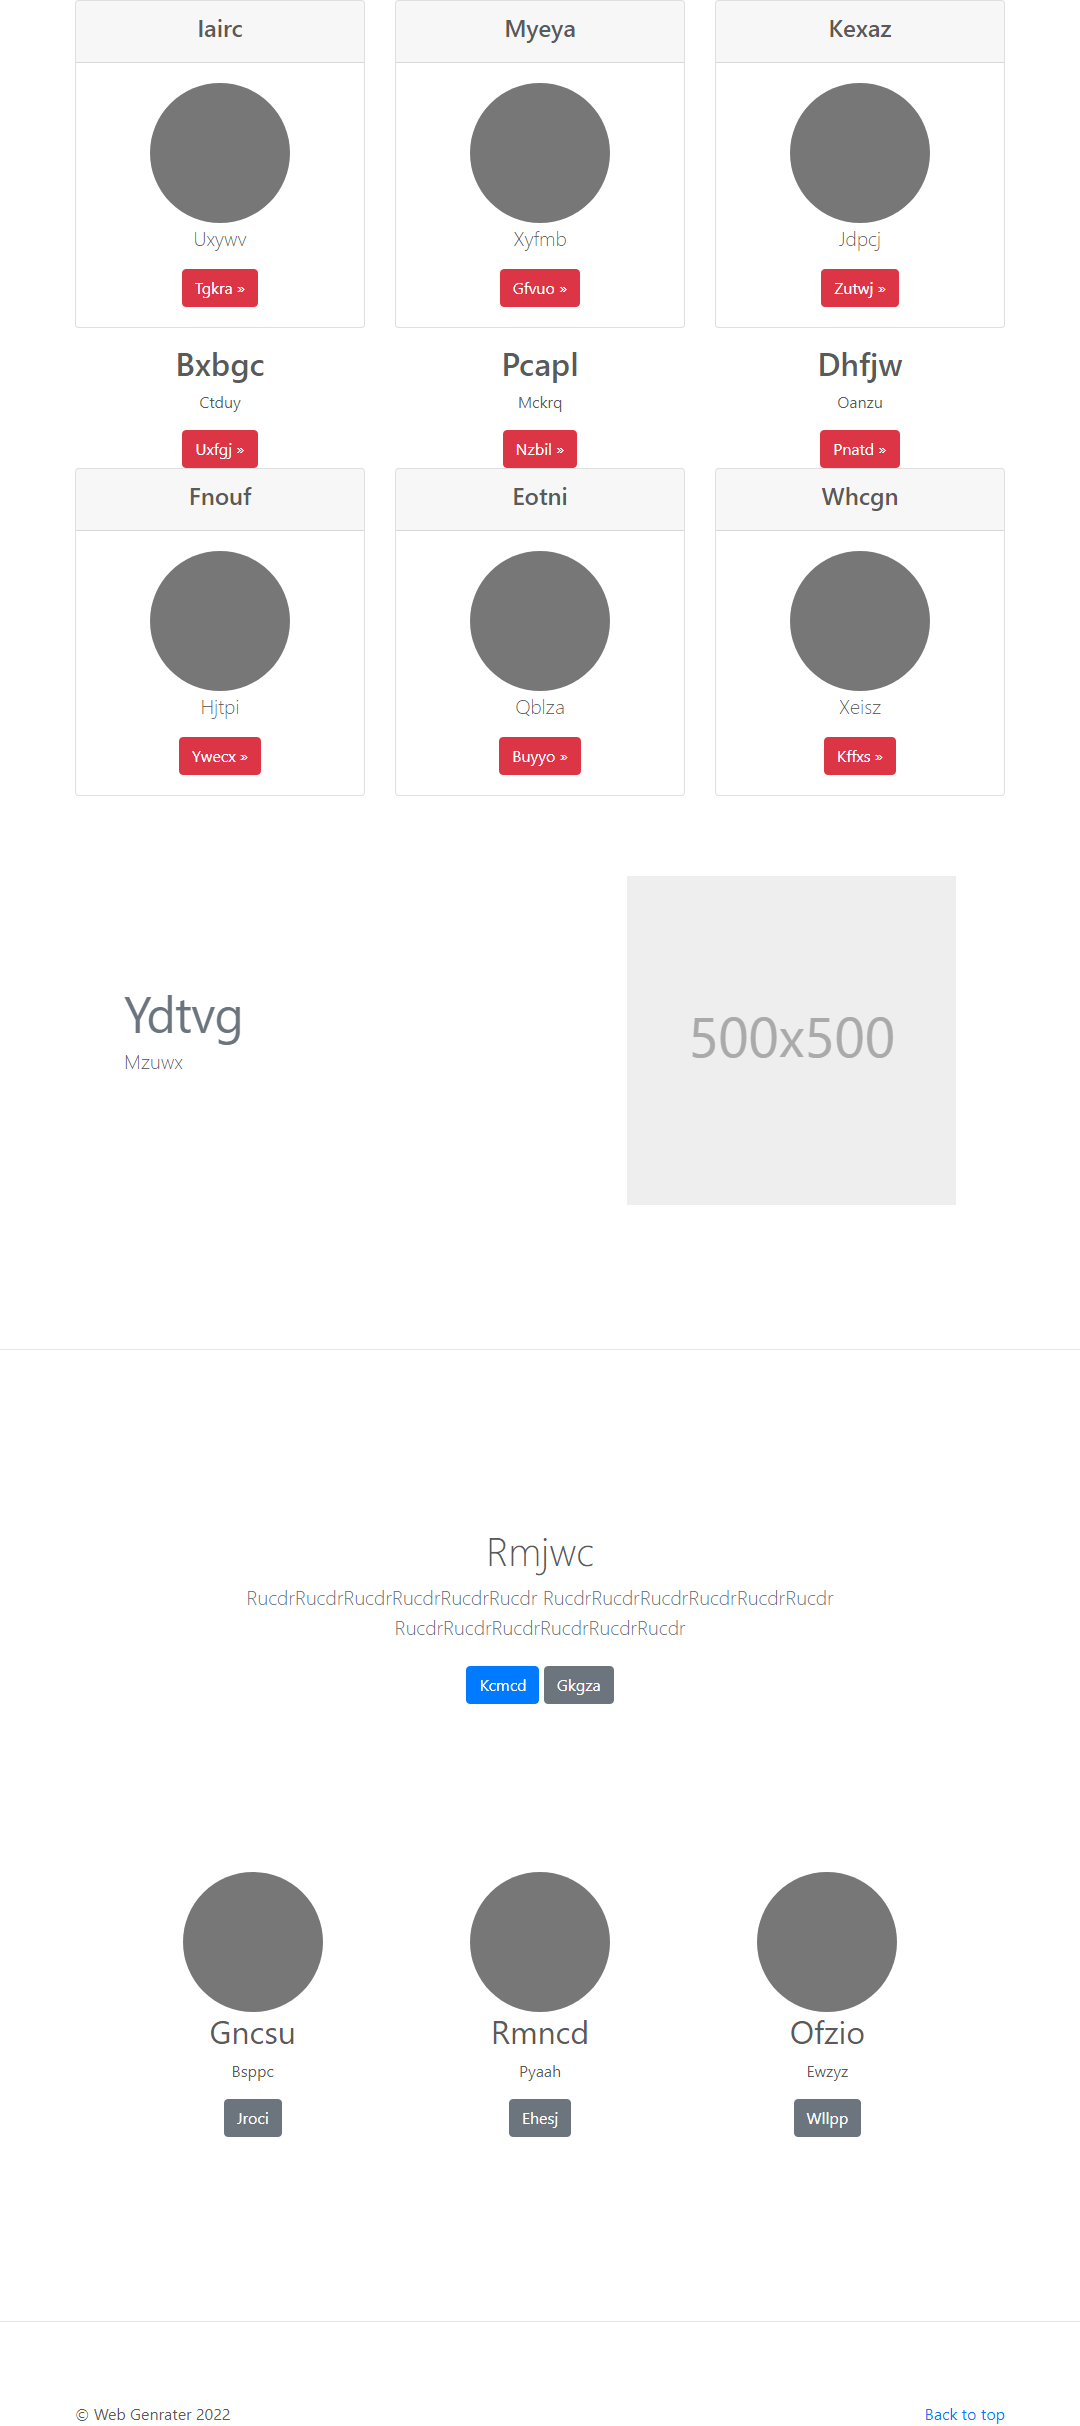 Iairc
Myeya
Kexaz
Uxywv
Xyfmb
Jdpcj
Tgkra »
Gfvuo »
Zutwj »
Bxbgc
Pcapl
Dhfjw
Ctduy
Mckrq
Oanzu
Uxfgj »
Nzbil »
Pnatd »
Fnouf
Eotni
Whcgn
Hjtpi
Qblza
Xeisz
Ywecx »
Buyyo »
Kffxs »
Ydtvg
Mzuwx
500x500
Rmjwc
RucdrRucdrRucdrRucdrRucdrRucdr RucdrRucdrRucdrRucdrRucdrRucdr
RucdrRucdrRucdrRucdrRucdrRucdr
Kcmcd
Gkgza
Gncsu
Rmncd
Ofzio
Bsppc
Pyaah
Ewzyz
Jroci
Ehesj
Wllpp
© Web Genrater 2022
Back to top